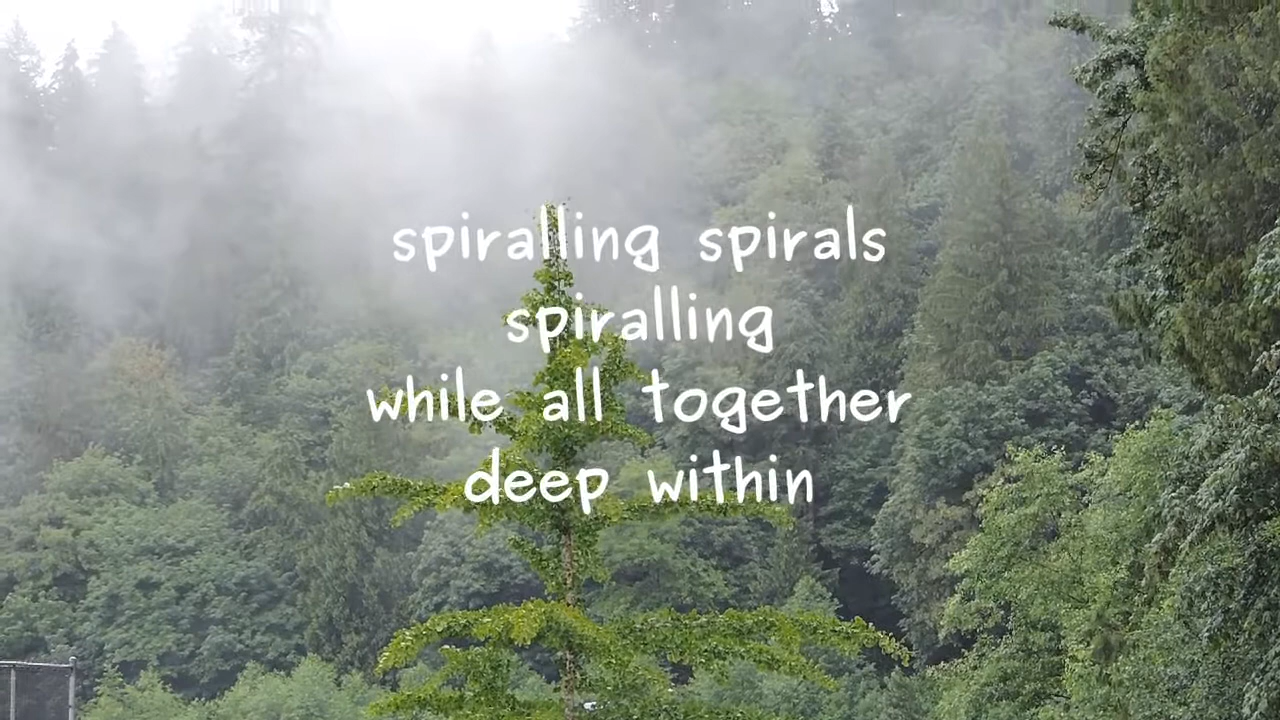 spiralling spirals
spiralling
while all together
deep within